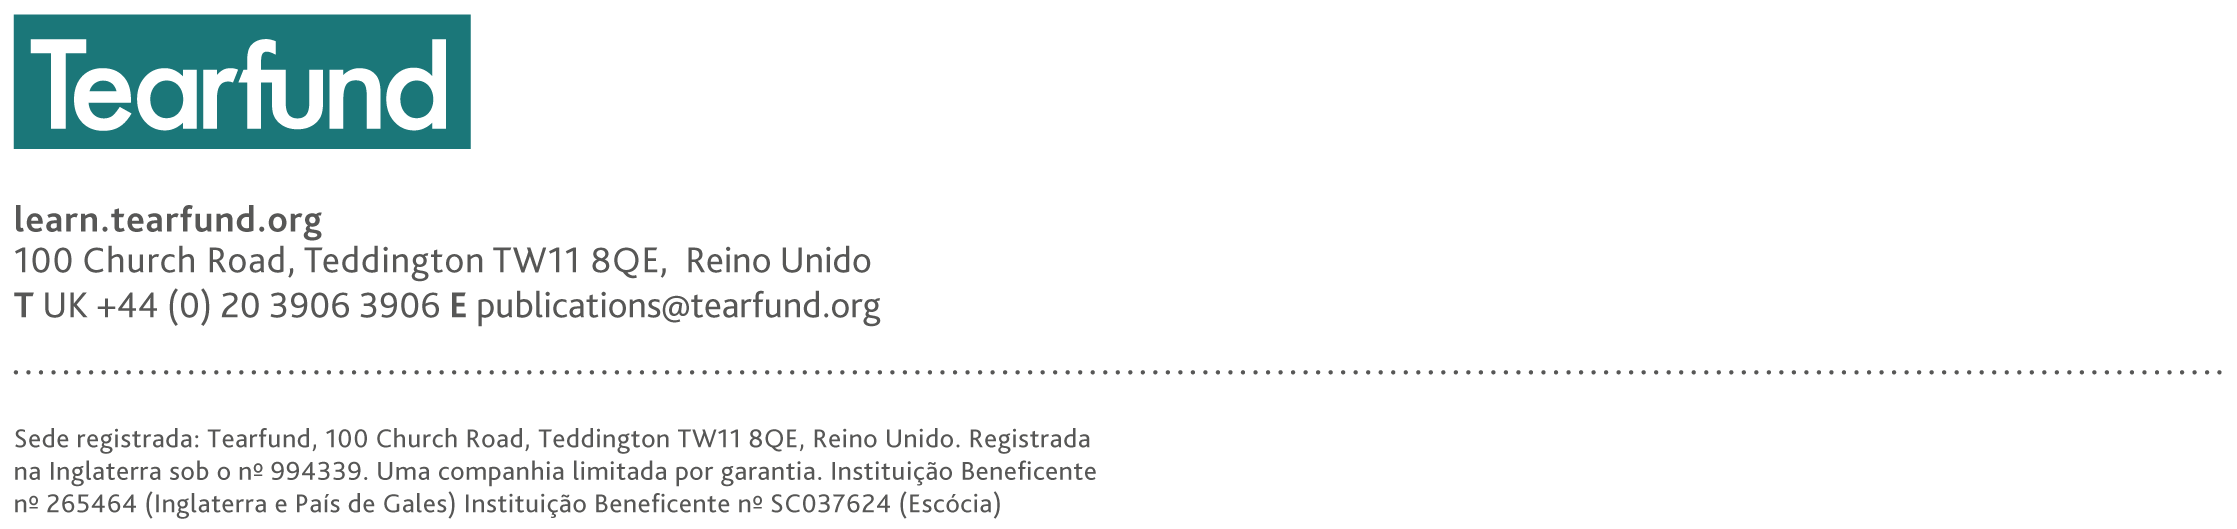 Tearfund
learn.tearfund.org
100 Church Road, Teddington TW11 8QE,  Reino Unido
T UK +44 (0) 20 3906 3906 E publications@tearfund.org
Sede registrada: Tearfund, 100 Church Road, Teddington TW11 8QE, Reino Unido. Registrada
na Inglaterra sob o nº 994339. Uma companhia limitada por garantia. Instituição Beneficente
nº 265464 (Inglaterra e País de Gales) Instituição Beneficente nº SC037624 (Escócia)